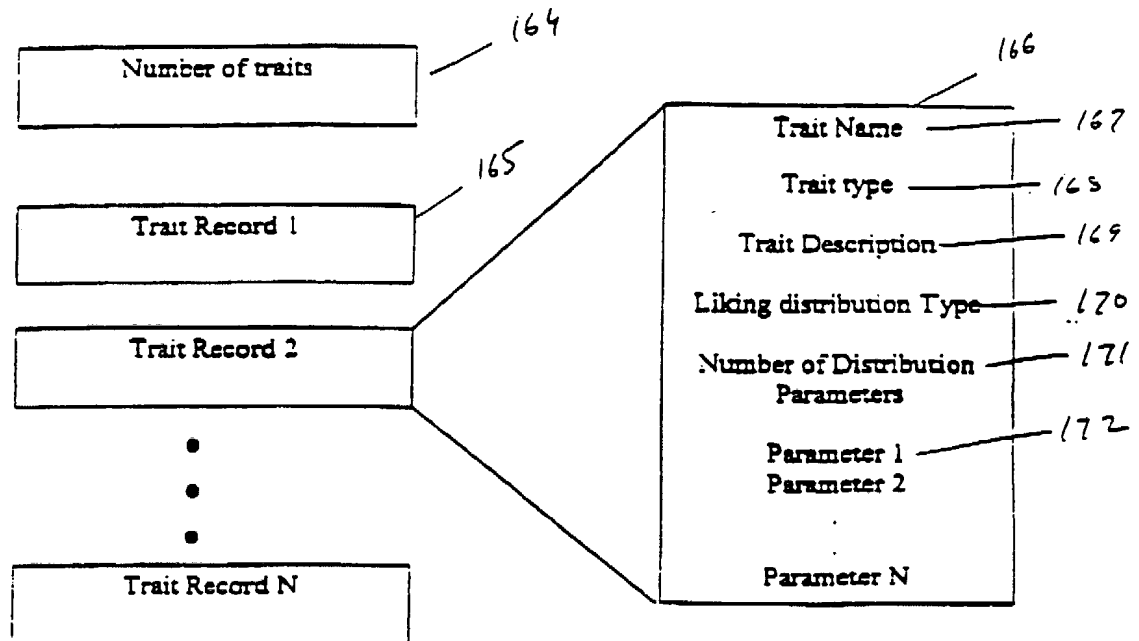 164
Number of traits
165
Trait Record 1
Trait Record 2
Trait Record N
166
Trait Name 167
Trait type 168
Trait Description 169
Liking distribution Type 170
Number of Distribution 171
Parameters
Parameter 1 172
Parameter 2
Parameter N